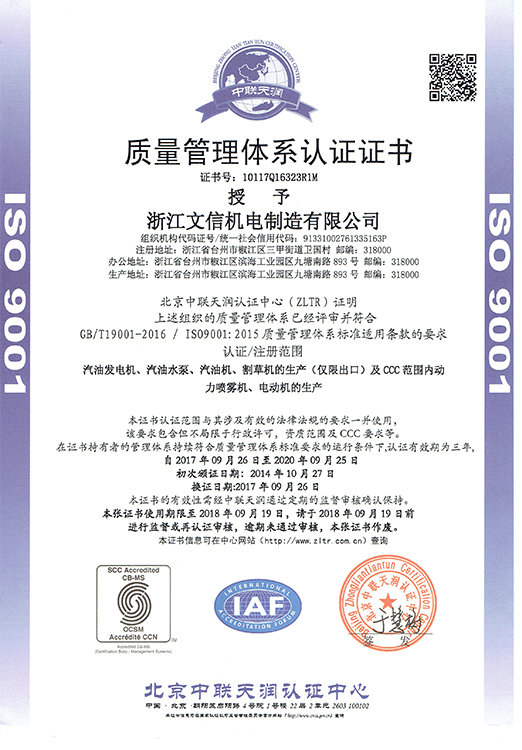 BEIJING ZHONG LIAN TIAN RUN CERTIFICATION CENTER
中联天润
质量管理体系认证证书
证书号：10117Q16323R1M
授 予
浙江文信机电制造有限公司
组织机构代码证号/统一社会信用代码：91331002761335163P
注册地址：浙江省台州市椒江区三甲街道卫国村 邮编：318000
办公地址：浙江省台州市椒江区滨海工业园区九塘南路 893 号 邮编：318000
生产地址：浙江省台州市椒江区滨海工业园区九塘南路 893 号 邮编：318000
北京中联天润认证中心（ZLTR）证明
上述组织的质量管理体系已经评审并符合
GB/T19001-2016 / ISO9001:2015 质量管理体系标准适用条款的要求
认证/注册范围
汽油发电机、汽油水泵、汽油机、割草机的生产（仅限出口）及 CCC 范围内动
力喷雾机、电动机的生产
本证书认证范围与其涉及有效的法律法规的要求一并使用，
该要求包含但不局限于行政许可，资质范围及 CCC 要求等。
在证书持有者的管理体系持续符合质量管理体系标准要求的运行条件下,认证有效期为三年,
自 2017 年 09 月 26 日至 2020 年 09 月 25 日
初次颁证日期：2014 年 10 月 27 日
换证日期:2017 年 09 月 26 日
本证书的有效性需经中联天润通过定期的监督审核确认保持。
本张证书使用期限至 2018 年 09 月 19 日，请于 2018 年 09 月 19 日前
进行监督或再认证审核，逾期未通过审核，本张证书作废。
本证书信息可在中心网站（http://www.zltr.com.cn）查询
ISO 9001
ISO 9001
SCC Accredited
CB-MS
OCSM
Accrédité CCN
Accredited Cb-MS
(Certification Body - Management Systems)
INTERNATIONAL
IAF
ACCREDITATION FORUM
Beijing Zhongliantianrun Certification
北京中联天润认证中心
签 发
北京中联天润认证中心
中国·北京·朝阳区启阳路 4 号院 1 号楼 22 层 2 单元 2603 100102